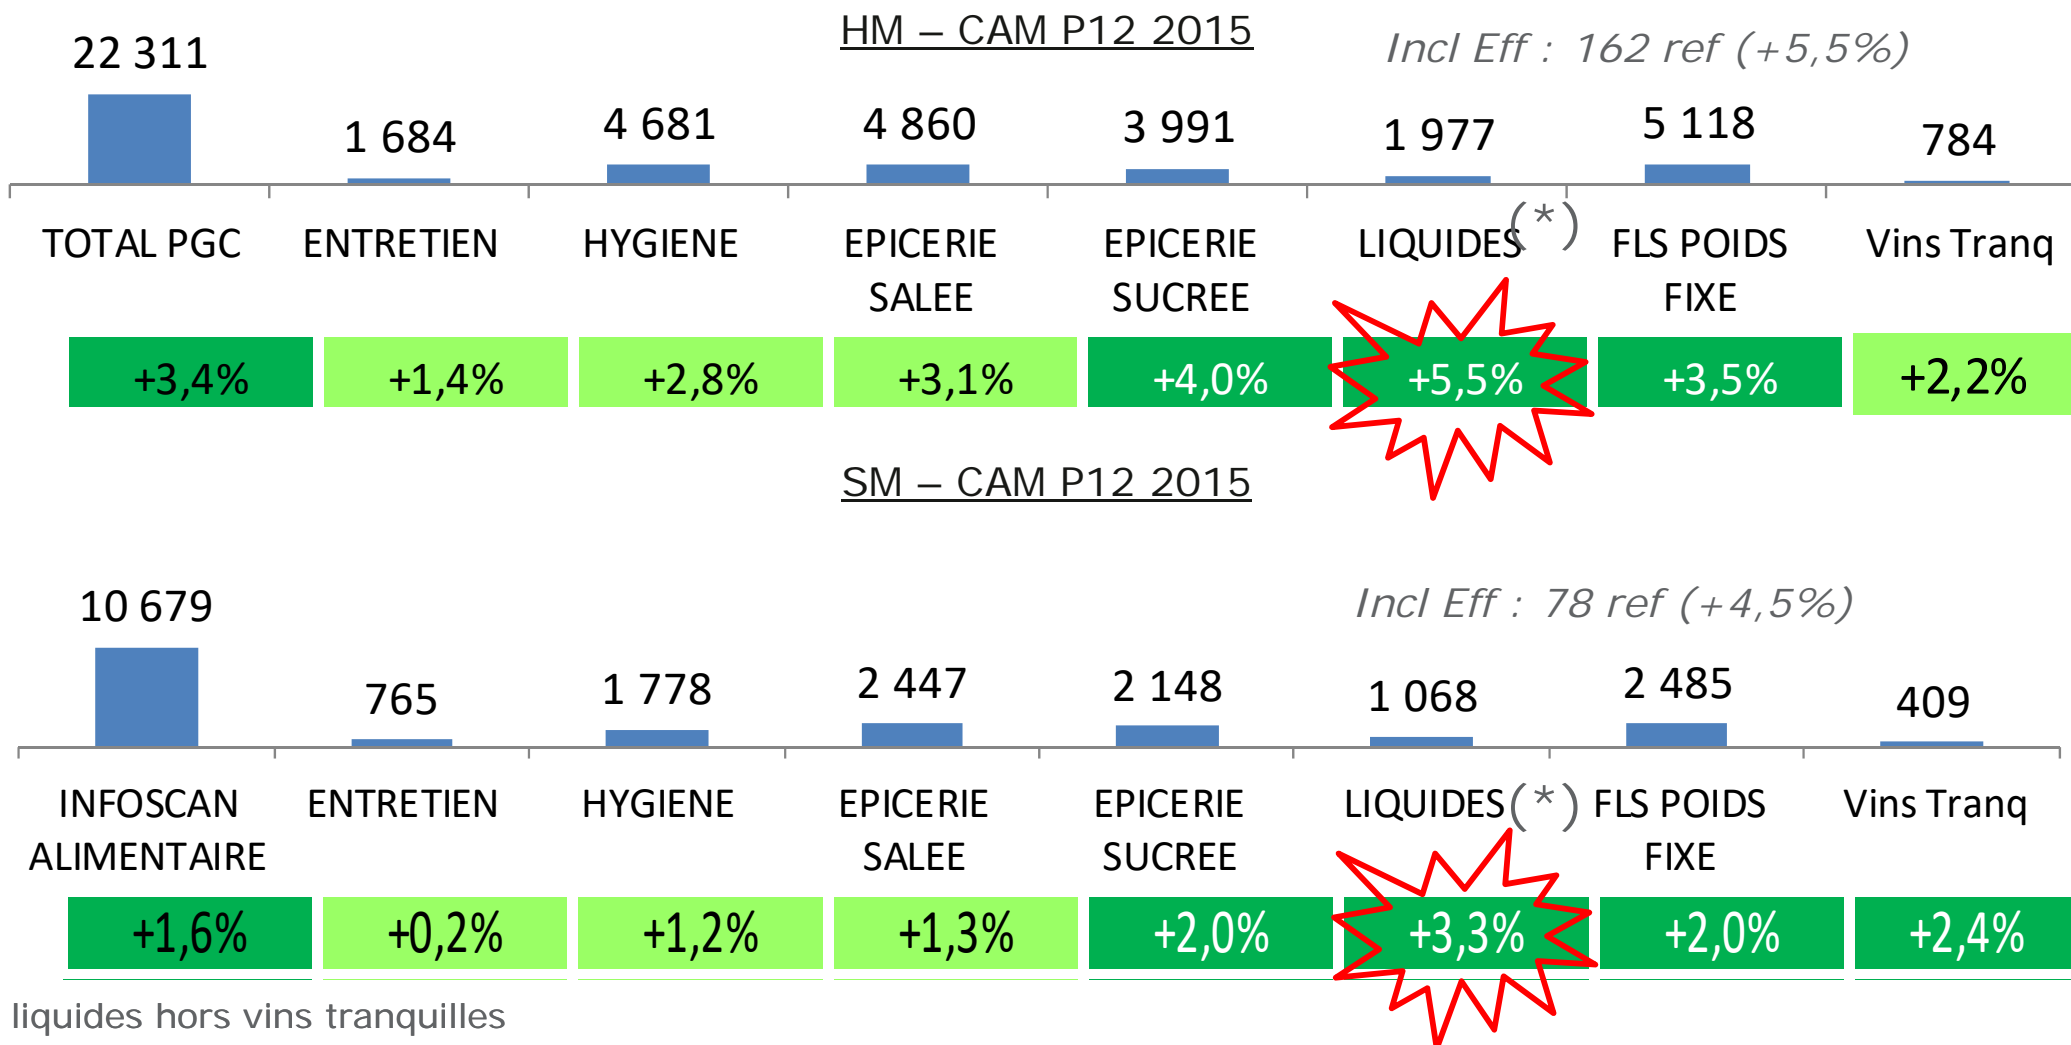 HM – CAM P12 2015
Incl Eff : 162 ref (+5,5%)
22 311
1 684
4 681
4 860
3 991
1 977
5 118
784
TOTAL PGC
ENTRETIEN
HYGIENE
EPICERIE SALEE
EPICERIE SUCREE
LIQUIDES (*)
FLS POIDS FIXE
Vins Tranq
+3,4%
+1,4%
+2,8%
+3,1%
+4,0%
+5,5%
+3,5%
+2,2%
SM – CAM P12 2015
Incl Eff : 78 ref (+4,5%)
10 679
765
1 778
2 447
2 148
1 068
2 485
409
INFOSCAN ALIMENTAIRE
ENTRETIEN
HYGIENE
EPICERIE SALEE
EPICERIE SUCREE
LIQUIDES (*)
FLS POIDS FIXE
Vins Tranq
+1,6%
+0,2%
+1,2%
+1,3%
+2,0%
+3,3%
+2,0%
+2,4%
liquides hors vins tranquilles